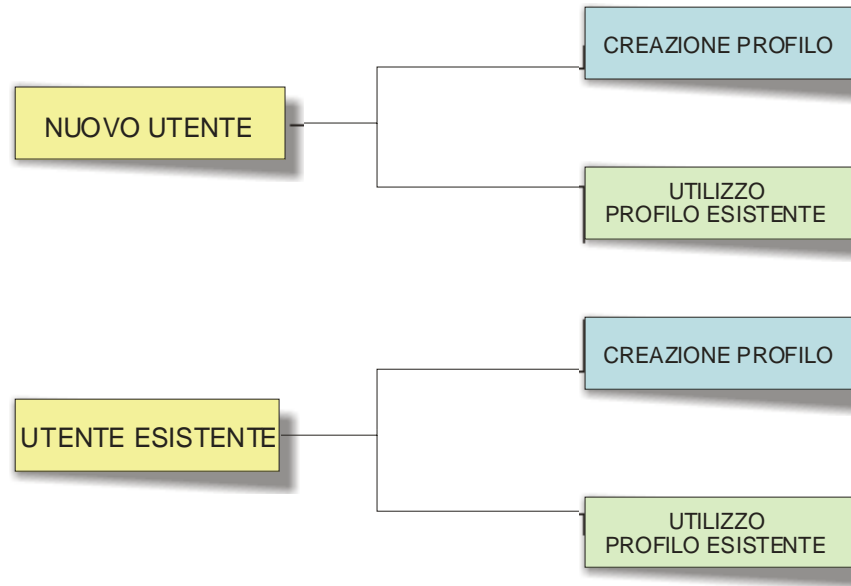 CREAZIONE PROFILO
NUOVO UTENTE
UTILIZZO
PROFILO ESISTENTE
CREAZIONE PROFILO
UTENTE ESISTENTE
UTILIZZO
PROFILO ESISTENTE